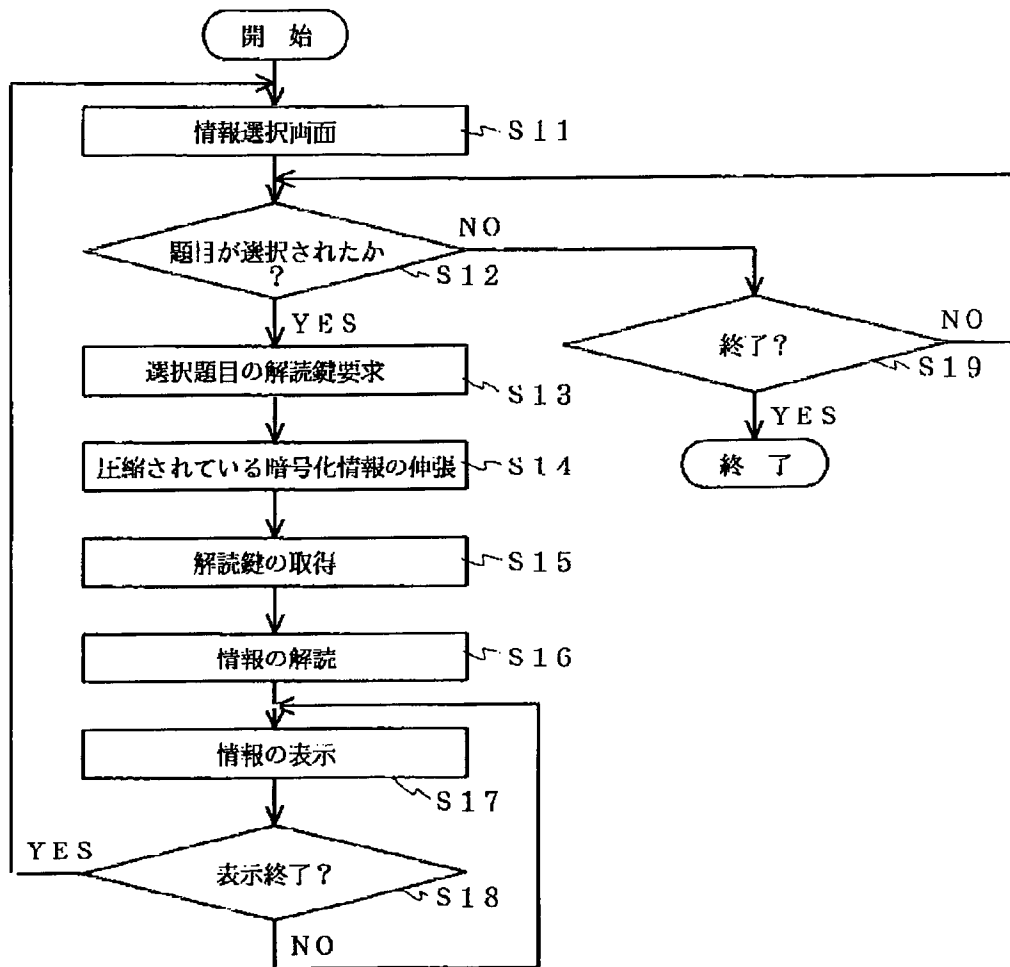 開 始
情報選択画面
S11
題目が選択されたか
?
S12
NO
YES
選択題目の解読鍵要求
S13
終了?
S19
NO
YES
終 了
圧縮されている暗号化情報の伸張
S14
解読鍵の取得
S15
情報の解読
S16
情報の表示
S17
表示終了?
S18
YES
NO